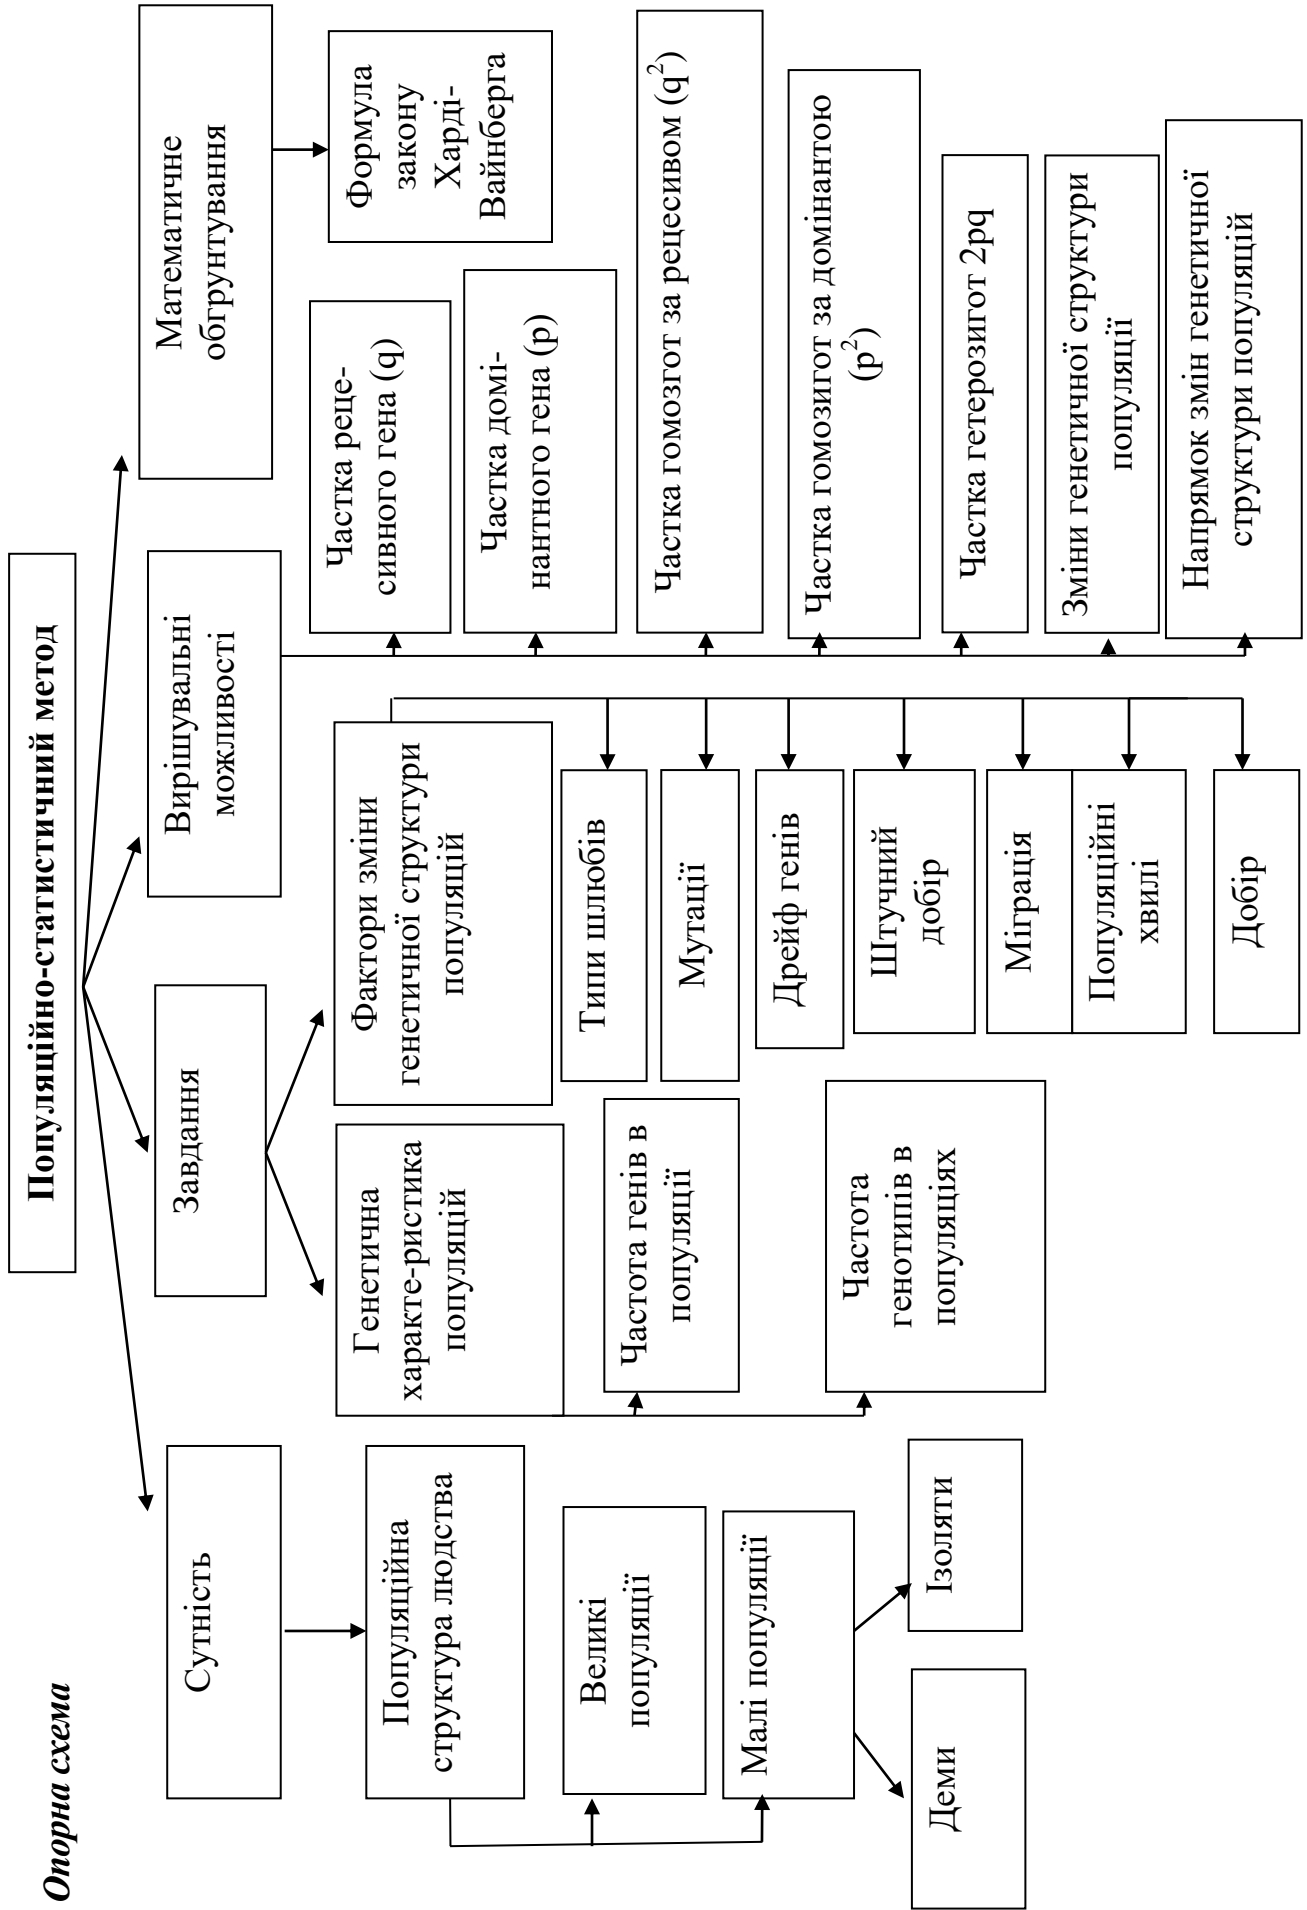 Опорна схема
Популяційно-статистичний метод
Сутність
Популяційна
структура людства
Великі
популяції
Малі популяції
Деми
Ізоляти
Завдання
Генетична
характе-ристика
популяцій
Частота генів в
популяції
Частота
генотипів в
популяціях
Фактори зміни
генетичної структури
популяцій
Типи шлюбів
Мутації
Дрейф генів
Штучний
добір
Міграція
Популяційні
хвилі
Добір
Вирішувальні
можливості
Частка реце-
сивного гена (q)
Частка домі-
нантного гена (p)
Частка гомозгот за рецесивом (q²)
Частка гомозигот за домінантою
(p²)
Частка гетерозигот 2pq
Зміни генетичної структури
популяції
Напрямок змін генетичної
структури популяцій
Математичне
обгрунтування
Формула
закону
Харді-
Вайнберга